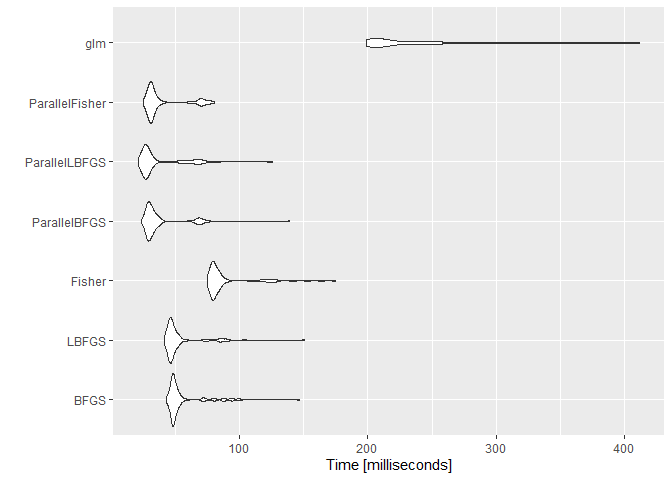 glm
ParallelFisher
ParallelLBFGS
ParallelBFGS
Fisher
LBFGS
BFGS
100 200 300 400
Time [milliseconds]